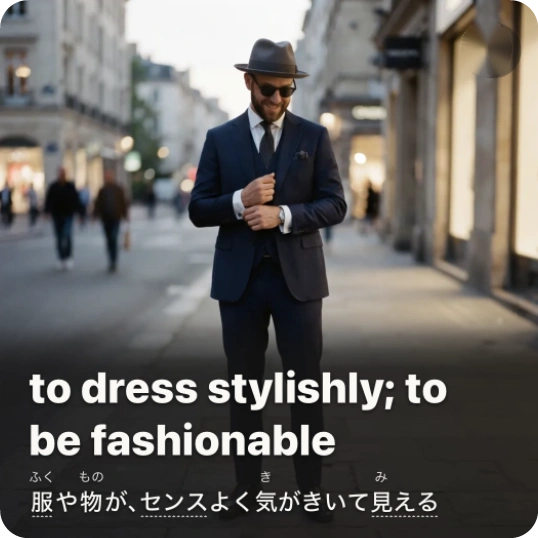 to dress stylishly; to
be fashionable
ふく もの き み
服や物が、センスよく気がきいて見える